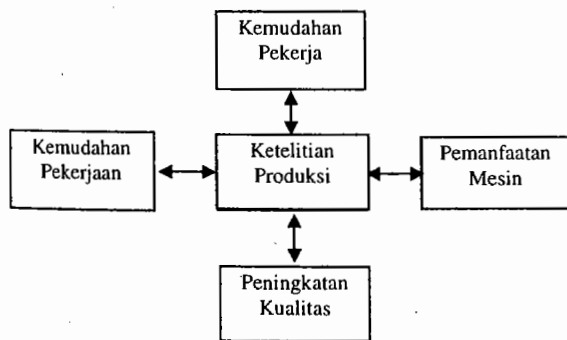 Kemudahan
Pekerja
Kemudahan
Pekerjaan
Ketelitian
Produksi
Pemanfaatan
Mesin
Peningkatan
Kualitas